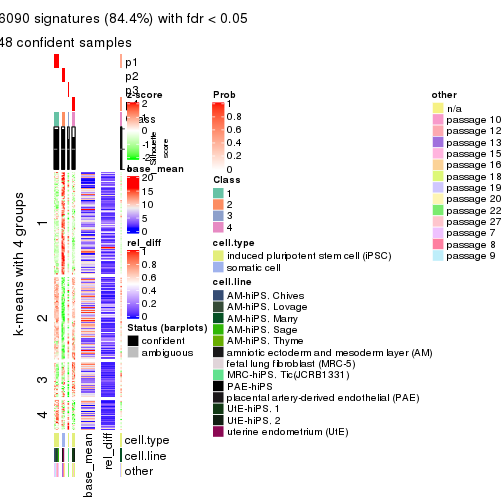 6090 signatures (84.4%) with fdr < 0.05
48 confident samples
p1
p2
p3
z-score
2
1
0
-1
-2
Silhouette
score
base_mean
20
15
10
5
0
rel_diff
1
0.8
0.6
0.4
0.2
0
Status (barplots)
confident
ambiguous
k-means with 4 groups
1
2
3
4
base_mean
rel_diff
cell.type
cell.line
other
Prob
1
0.8
0.6
0.4
0.2
0
Class
1
2
3
4
cell.type
induced pluripotent stem cell (iPSC)
somatic cell
cell.line
AM-hiPS. Chives
AM-hiPS. Lovage
AM-hiPS. Marry
AM-hiPS. Sage
AM-hiPS. Thyme
amniotic ectoderm and mesoderm layer (AM)
fetal lung fibroblast (MRC-5)
MRC-hiPS. Tic(JCRB1331)
PAE-hiPS
placental artery-derived endothelial (PAE)
UtE-hiPS. 1
UtE-hiPS. 2
uterine endometrium (UtE)
other
n/a
passage 10
passage 12
passage 13
passage 15
passage 16
passage 18
passage 19
passage 20
passage 22
passage 27
passage 7
passage 8
passage 9